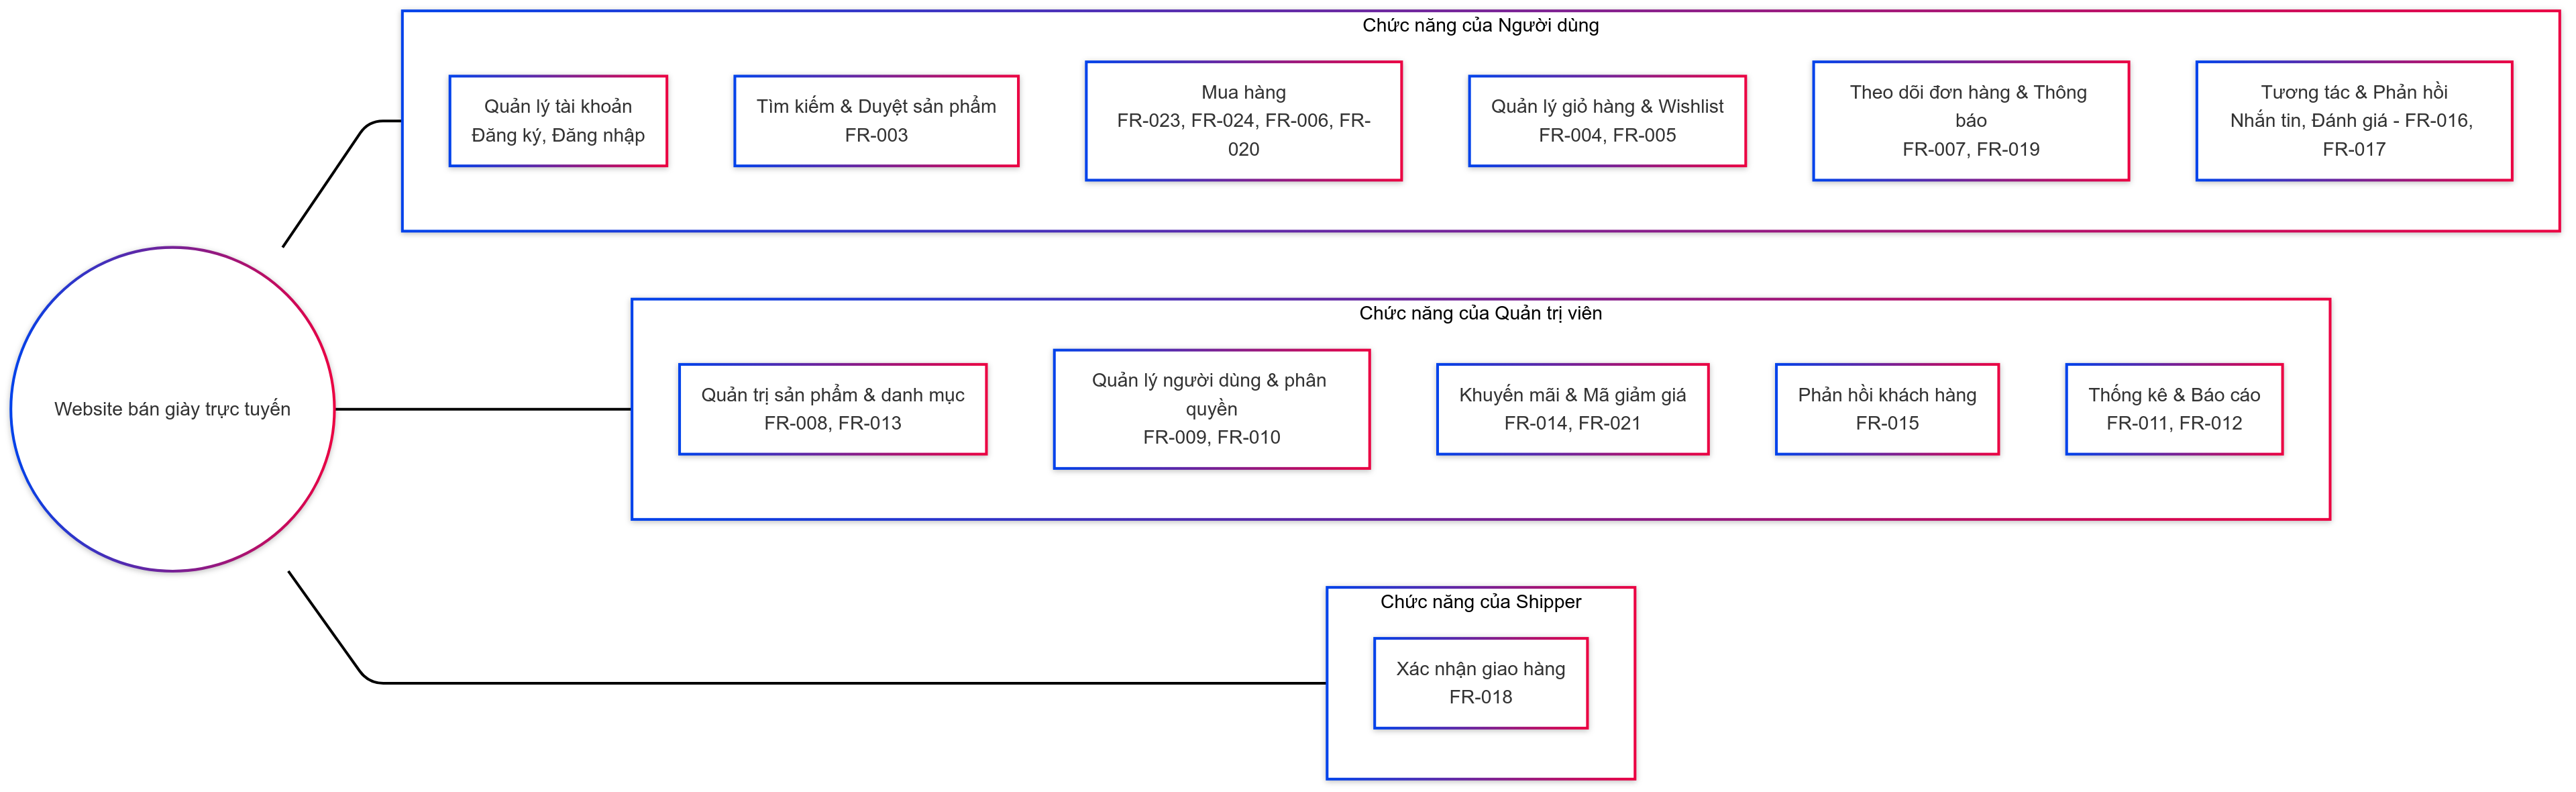 Chức năng của Người dùng
Quản lý tài khoản
Đăng ký, Đăng nhập
Tìm kiếm & Duyệt sản phẩm
FR-003
Mua hàng
FR-023, FR-024, FR-006, FR-
020
Quản lý giỏ hàng & Wishlist
FR-004, FR-005
Theo dõi đơn hàng & Thông
báo
FR-007, FR-019
Tương tác & Phản hồi
Nhắn tin, Đánh giá - FR-016,
FR-017
Website bán giày trực tuyến
Chức năng của Quản trị viên
Quản trị sản phẩm & danh mục
FR-008, FR-013
Quản lý người dùng & phân
quyền
FR-009, FR-010
Khuyến mãi & Mã giảm giá
FR-014, FR-021
Phản hồi khách hàng
FR-015
Thống kê & Báo cáo
FR-011, FR-012
Chức năng của Shipper
Xác nhận giao hàng
FR-018